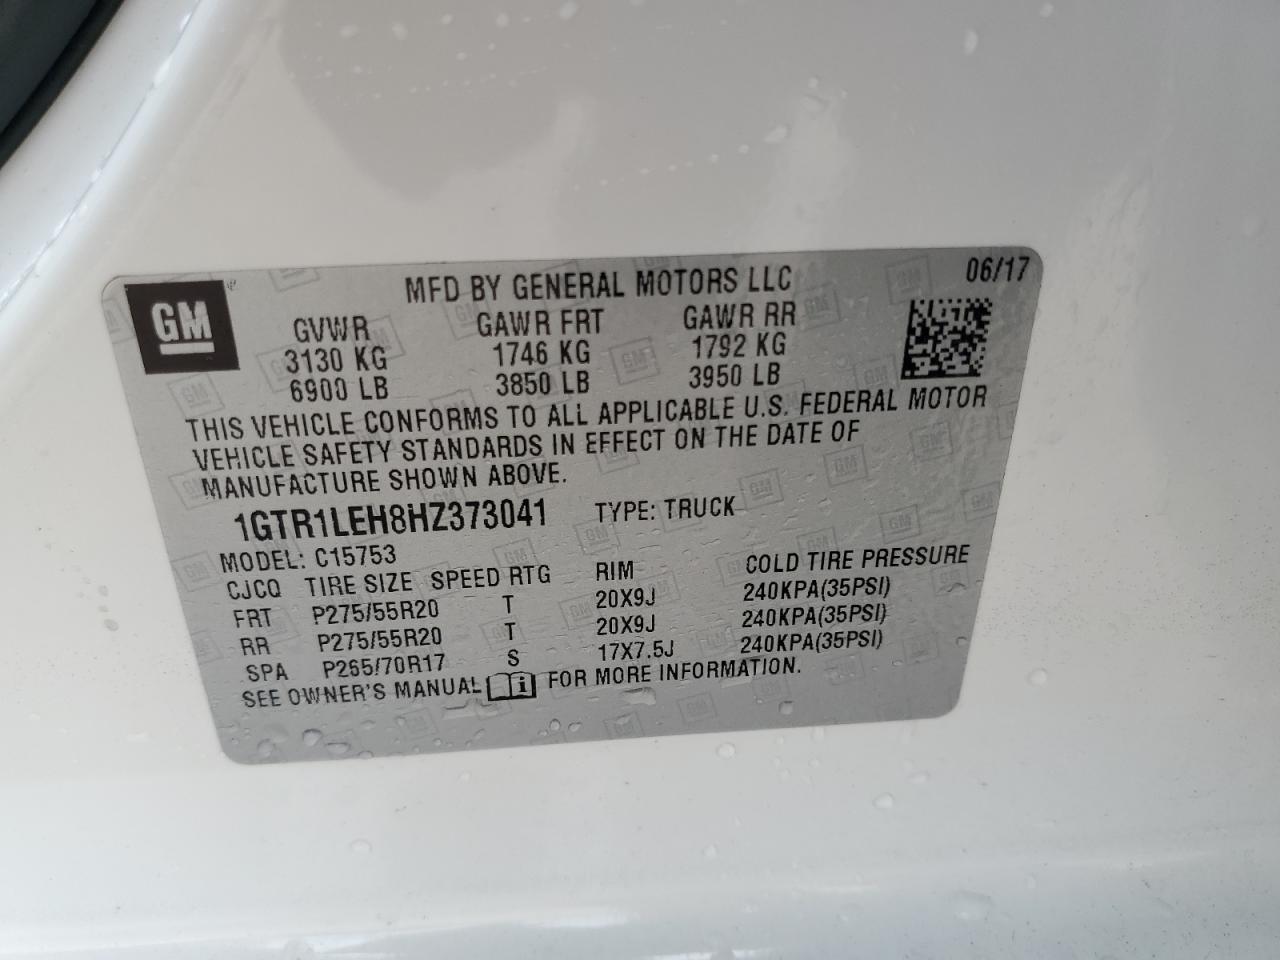 GM
MFD BY GENERAL MOTORS LLC 06/17
GVWR GAWR FRT GAWR RR
3130 KG 1746 KG 1792 KG
6900 LB 3850 LB 3950 LB
THIS VEHICLE CONFORMS TO ALL APPLICABLE U.S. FEDERAL MOTOR
VEHICLE SAFETY STANDARDS IN EFFECT ON THE DATE OF
MANUFACTURE SHOWN ABOVE.
1GTR1LEH8HZ373041 TYPE: TRUCK
MODEL: C15753
CJCQ TIRE SIZE SPEED RTG RIM COLD TIRE PRESSURE
FRT P275/55R20 T 20X9J 240KPA(35PSI)
RR P275/55R20 T 20X9J 240KPA(35PSI)
SPA P265/70R17 S 17X7.5J 240KPA(35PSI)
SEE OWNER'S MANUAL i FOR MORE INFORMATION.